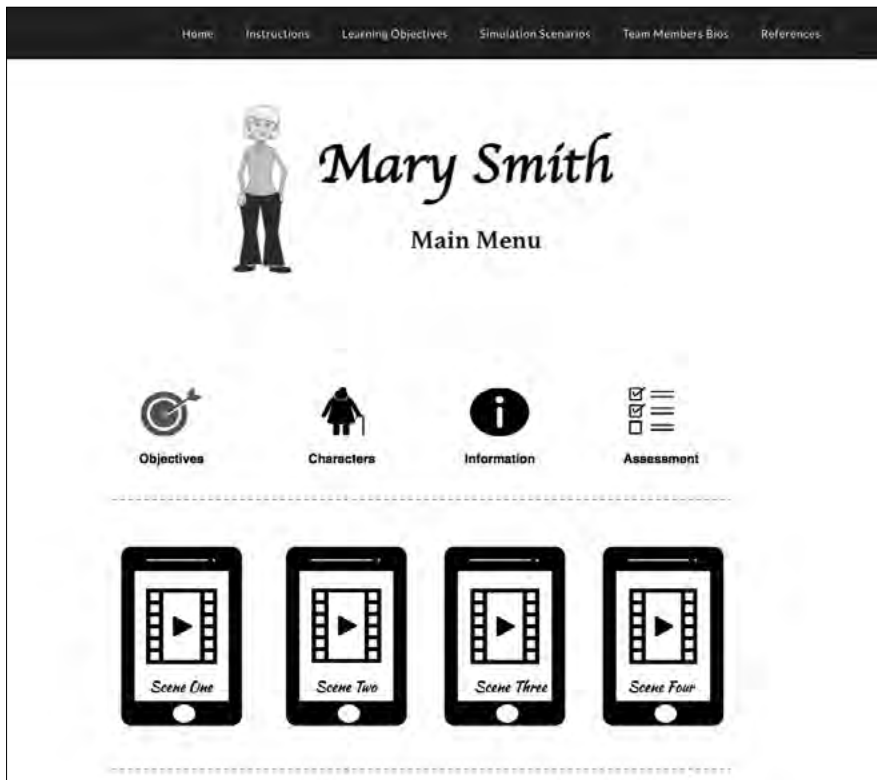 Home Instructions Learning Objectives Simulation Scenarios Team Members Bios References
Mary Smith
Main Menu
Objectives Characters Information Assessment
Scene One Scene Two Scene Three Scene Four